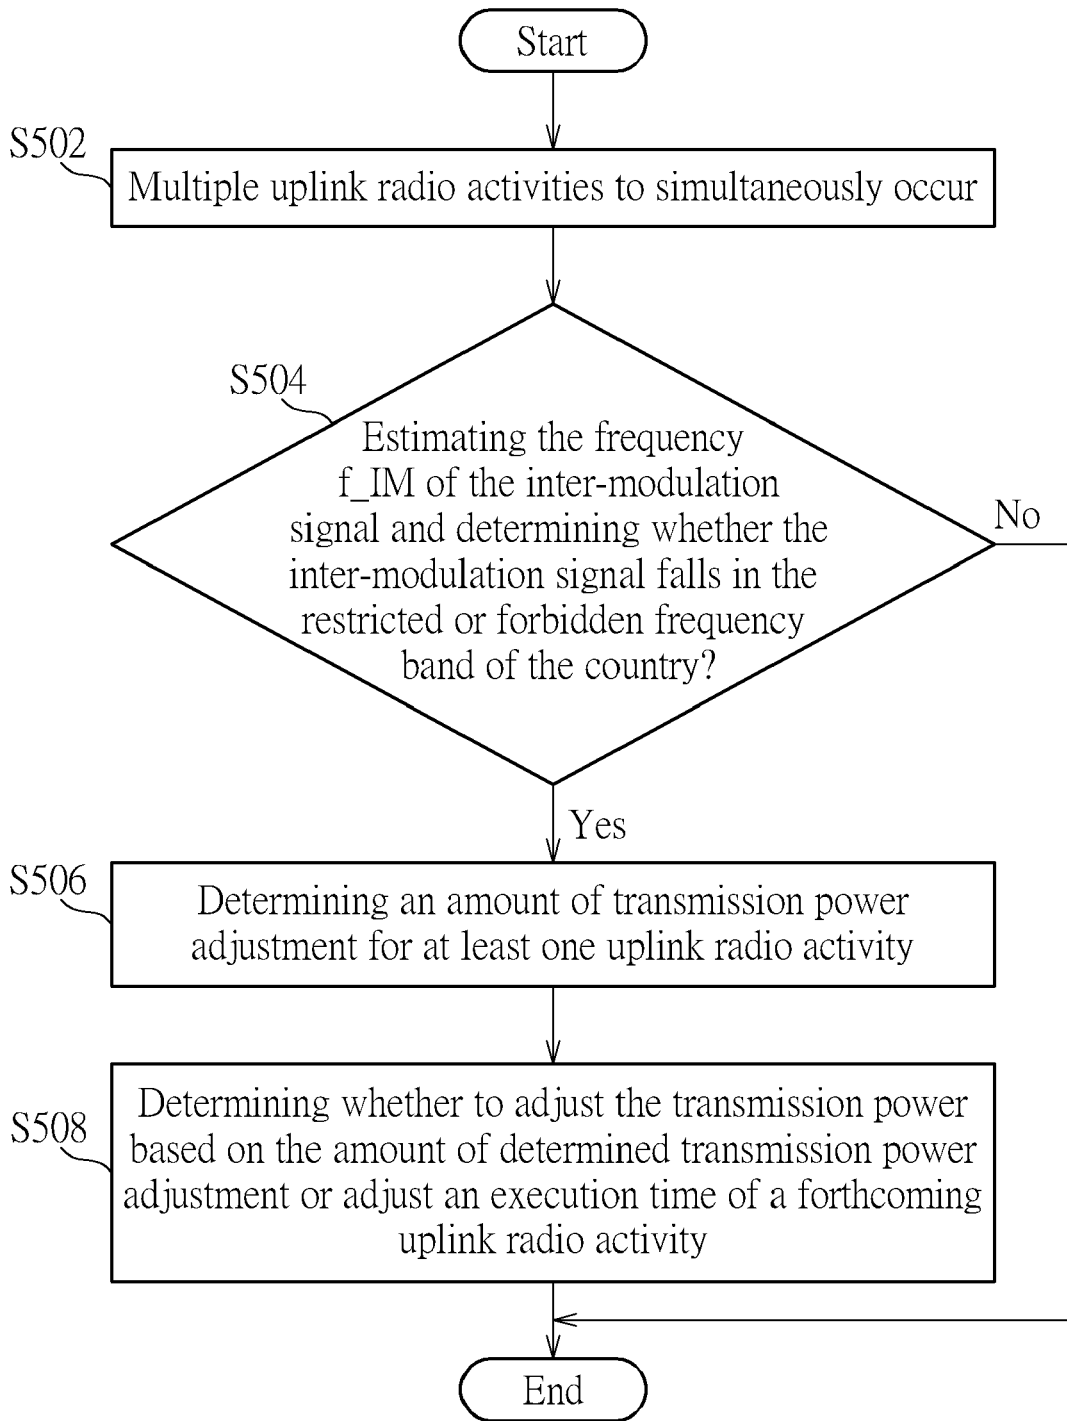 Start
S502
Multiple uplink radio activities to simultaneously occur
S504
Estimating the frequency
f_IM of the inter-modulation
signal and determining whether the
inter-modulation signal falls in the
restricted or forbidden frequency
band of the country?
No
Yes
S506
Determining an amount of transmission power
adjustment for at least one uplink radio activity
S508
Determining whether to adjust the transmission power
based on the amount of determined transmission power
adjustment or adjust an execution time of a forthcoming
uplink radio activity
End